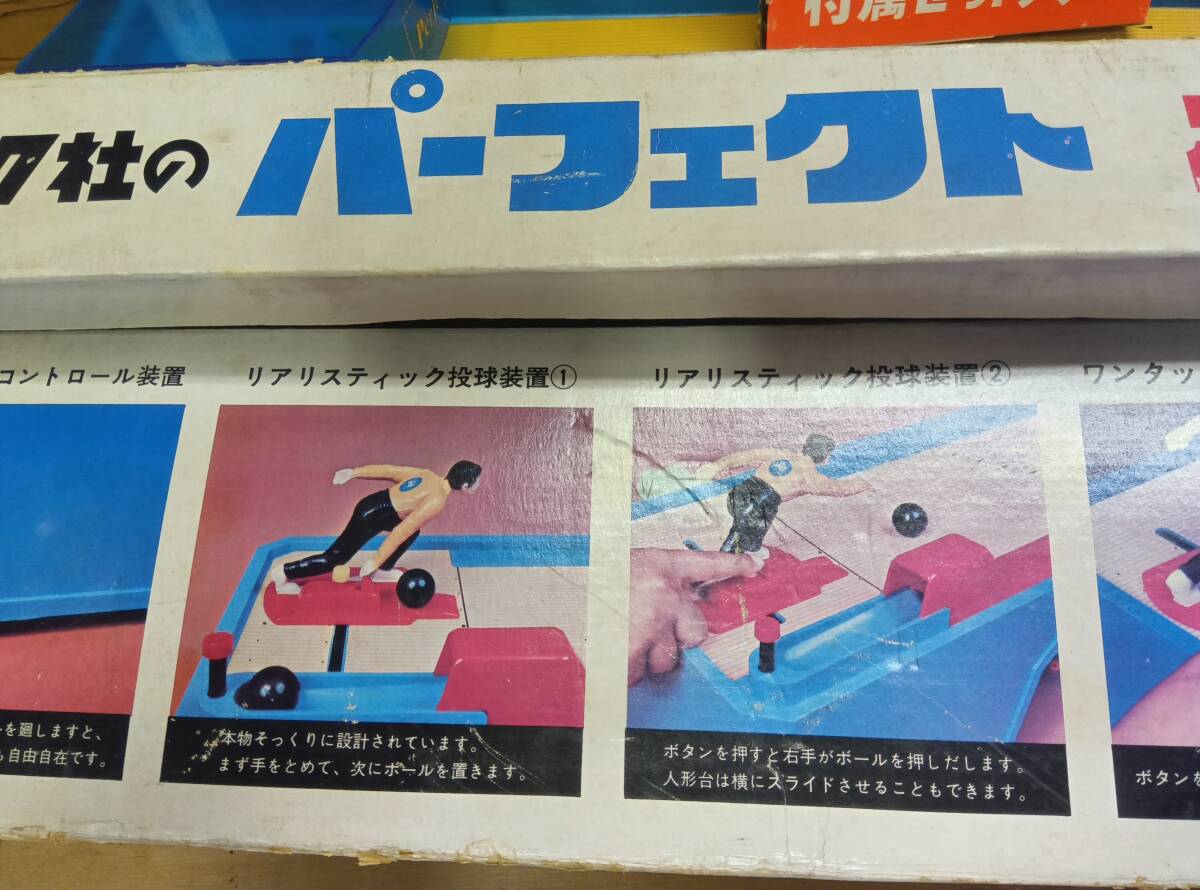 付属セット入
ク社の パーフェクト
コントロール装置
リアリスティック投球装置①
リアリスティック投球装置②
ワンタッ
を廻しますと、
も自由自在です。
本物そっくりに設計されています。
まず手をとめて、次にボールを置きます。
ボタンを押すと右手がボールを押しだします。
人形台は横にスライドさせることもできます。
ボタンを